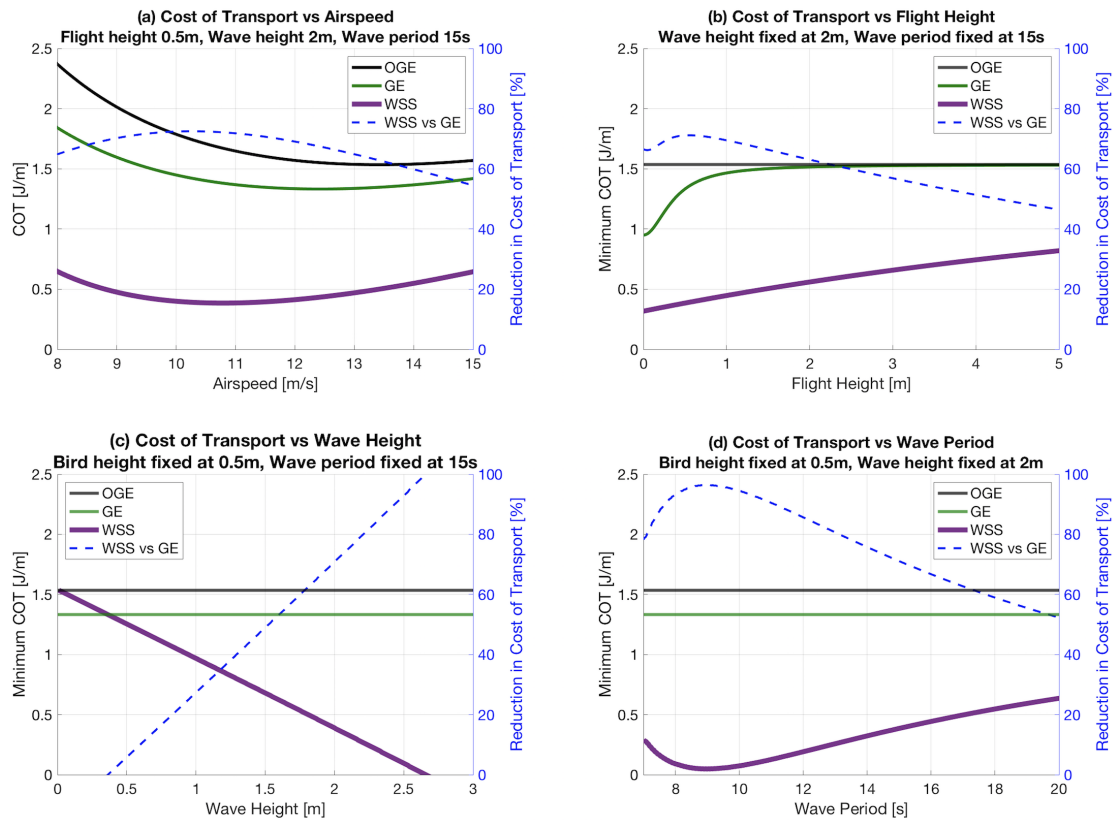 (a) Cost of Transport vs Airspeed
Flight height 0.5m, Wave height 2m, Wave period 15s
2.5
2
1.5
1
0.5
0
COT [J/m]
100
80
60
40
20
0
Reduction in Cost of Transport [%]
OGE
GE
WSS
WSS vs GE
8 9 10 11 12 13 14 15
Airspeed [m/s]
(b) Cost of Transport vs Flight Height
Wave height fixed at 2m, Wave period fixed at 15s
2.5
2
1.5
1
0.5
0
Minimum COT [J/m]
100
80
60
40
20
0
Reduction in Cost of Transport [%]
OGE
GE
WSS
WSS vs GE
0 1 2 3 4 5
Flight Height [m]
(c) Cost of Transport vs Wave Height
Bird height fixed at 0.5m, Wave period fixed at 15s
2.5
2
1.5
1
0.5
0
Minimum COT [J/m]
100
80
60
40
20
0
Reduction in Cost of Transport [%]
OGE
GE
WSS
WSS vs GE
0 0.5 1 1.5 2 2.5 3
Wave Height [m]
(d) Cost of Transport vs Wave Period
Bird height fixed at 0.5m, Wave height fixed at 2m
2.5
2
1.5
1
0.5
0
Minimum COT [J/m]
100
80
60
40
20
0
Reduction in Cost of Transport [%]
OGE
GE
WSS
WSS vs GE
8 10 12 14 16 18 20
Wave Period [s]